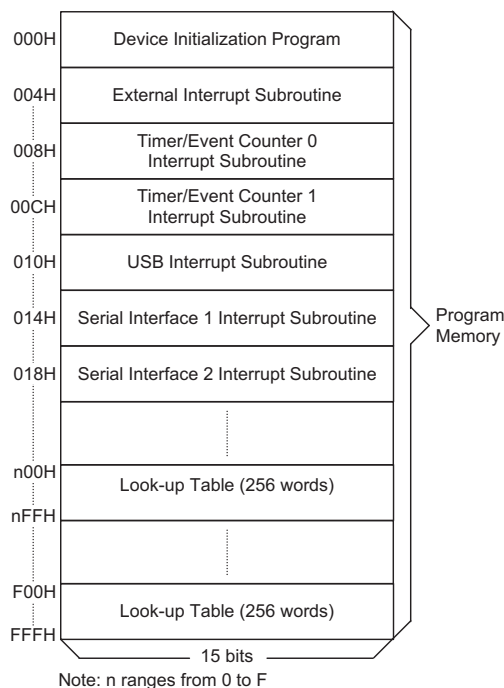 000H
Device Initialization Program
004H
External Interrupt Subroutine
008H
Timer/Event Counter 0
Interrupt Subroutine
00CH
Timer/Event Counter 1
Interrupt Subroutine
010H
USB Interrupt Subroutine
014H
Serial Interface 1 Interrupt Subroutine
018H
Serial Interface 2 Interrupt Subroutine
Program
Memory
n00H
Look-up Table (256 words)
nFFH
F00H
Look-up Table (256 words)
FFFH
15 bits
Note: n ranges from 0 to F